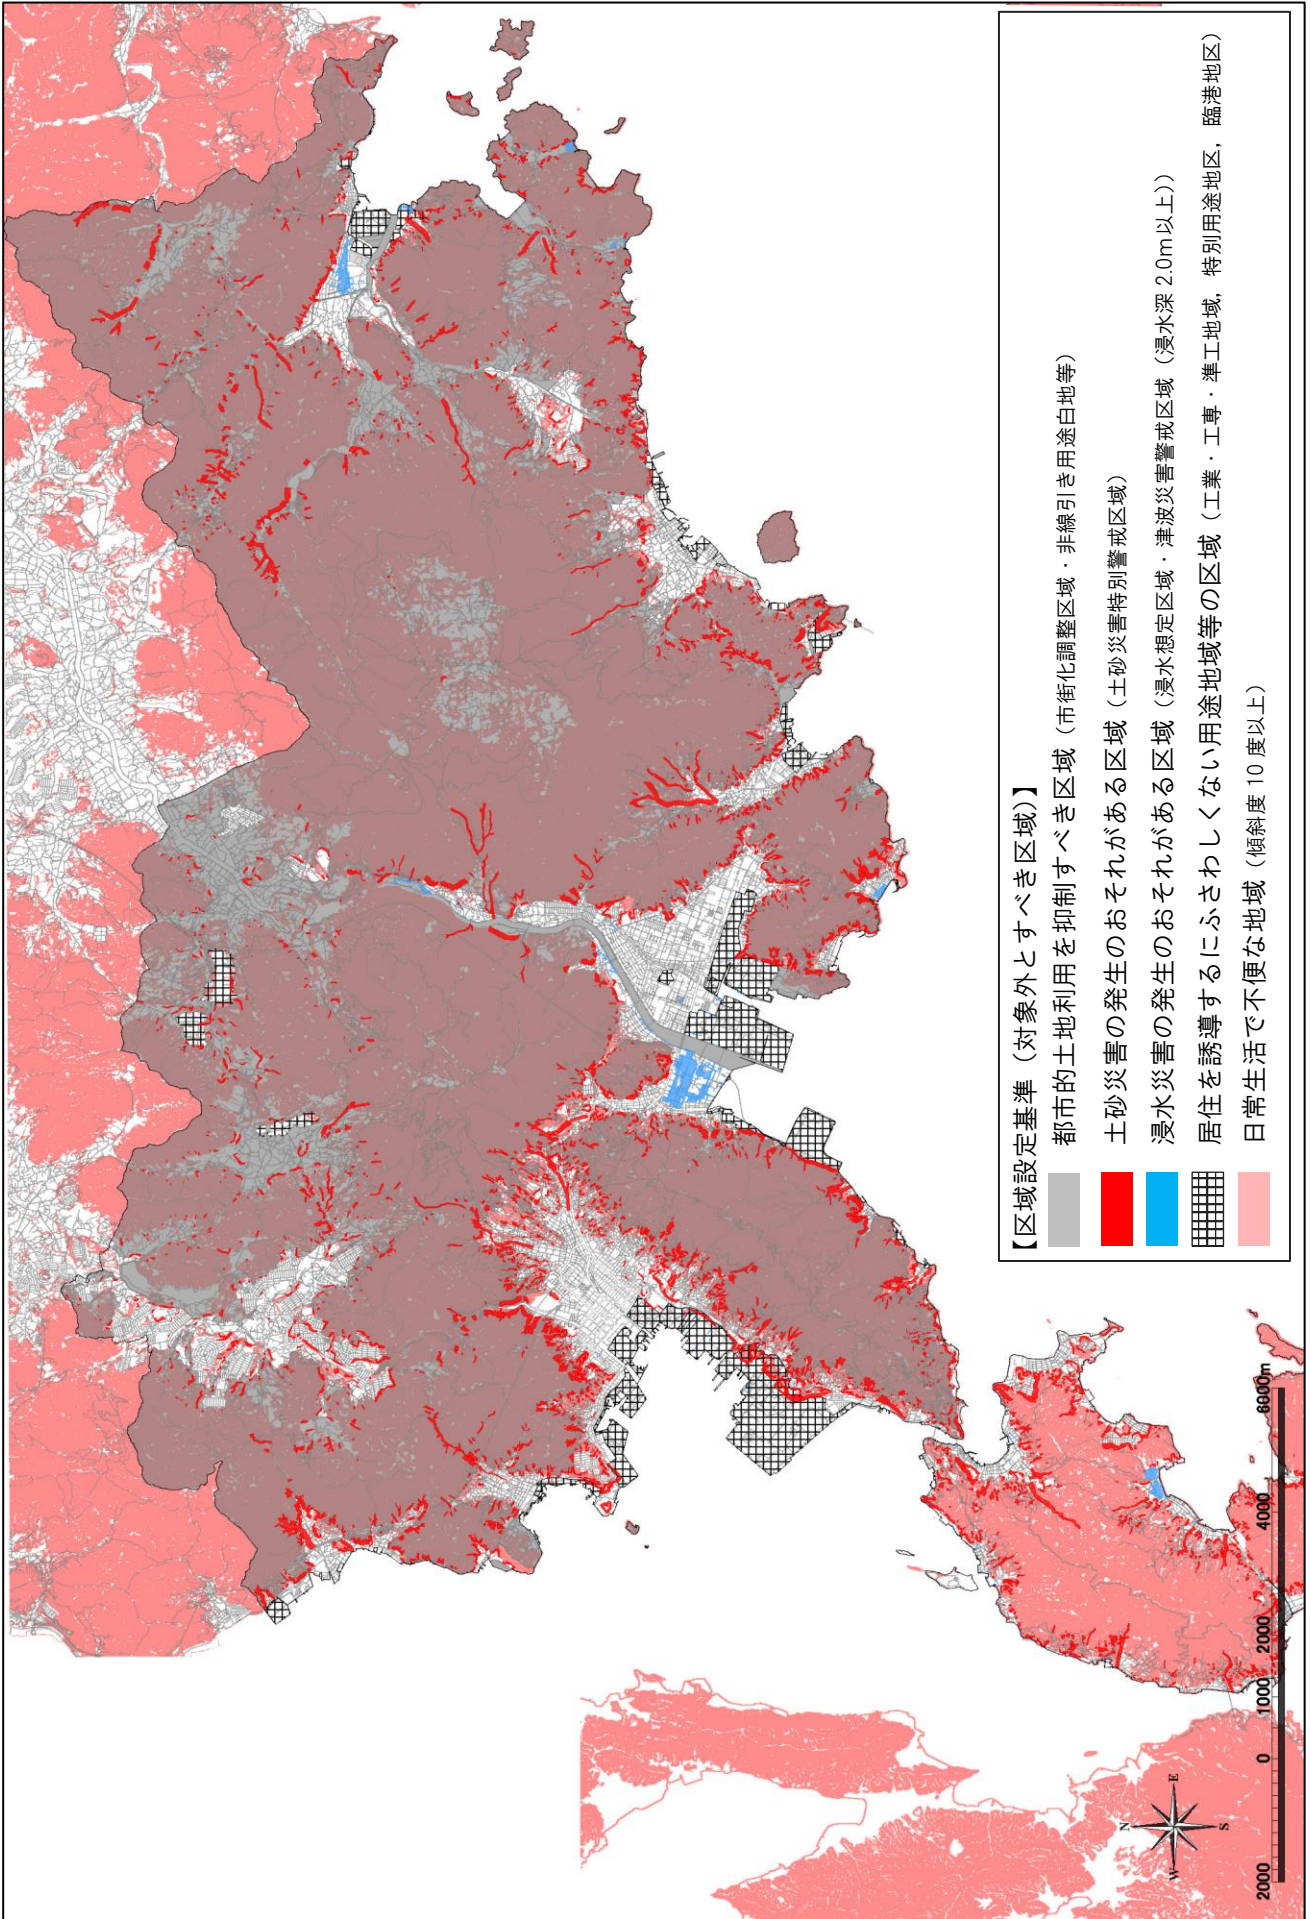 【区域設定基準（対象外とすべき区域）】
都市的土地利用を抑制すべき区域（市街化調整区域・非線引き用途白地等）
土砂災害の発生のおそれがある区域（土砂災害特別警戒区域）
浸水災害の発生のおそれがある区域（浸水想定区域・津波災害警戒区域（浸水深 2.0m以上））
居住を誘導するにふさわしくない用途地域等の区域（工業・工専・準工地域，特別用途地区，臨港地区）
日常生活で不便な地域（傾斜度 10 度以上）
N
W E
S
2000 0 1000 2000 4000 6000m